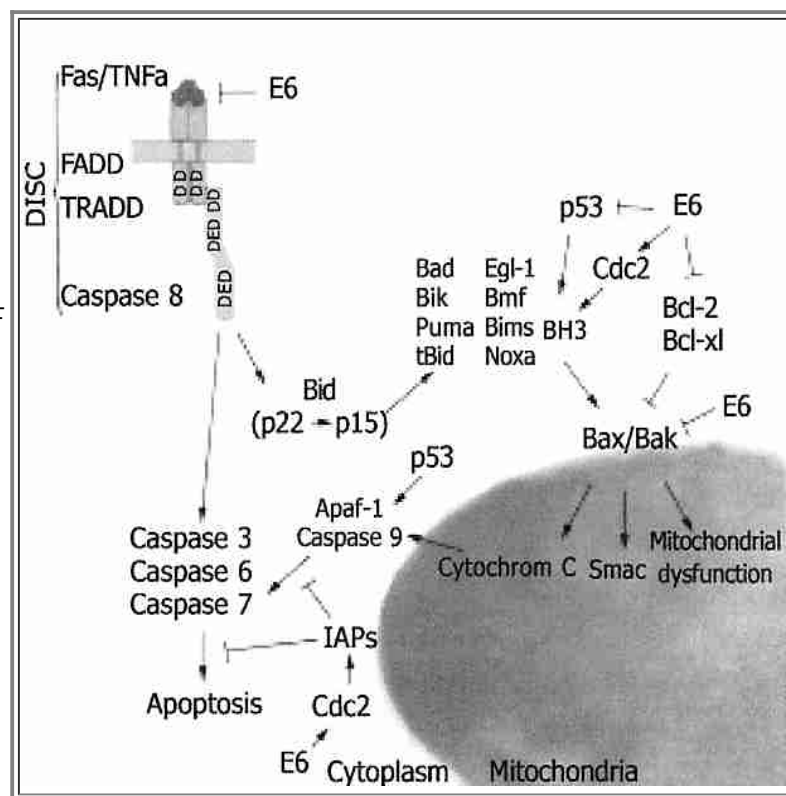 Fas/TNFa
E6
DISC
FADD
TRADD
DD DD
DD DD
DED DD
DED
Caspase 8
p53
E6
Cdc2
Bad Egl-1
Bik Bmf
Puma Bims BH3
tBid Noxa
Bcl-2
Bcl-xl
Bid
(p22 p15)
E6
Bax/Bak
p53
Apaf-1
Caspase 9
Caspase 3
Caspase 6
Caspase 7
Cytochrom C Smac Mitochondrial
dysfunction
IAPs
Apoptosis
Cdc2
E6
Cytoplasm Mitochondria